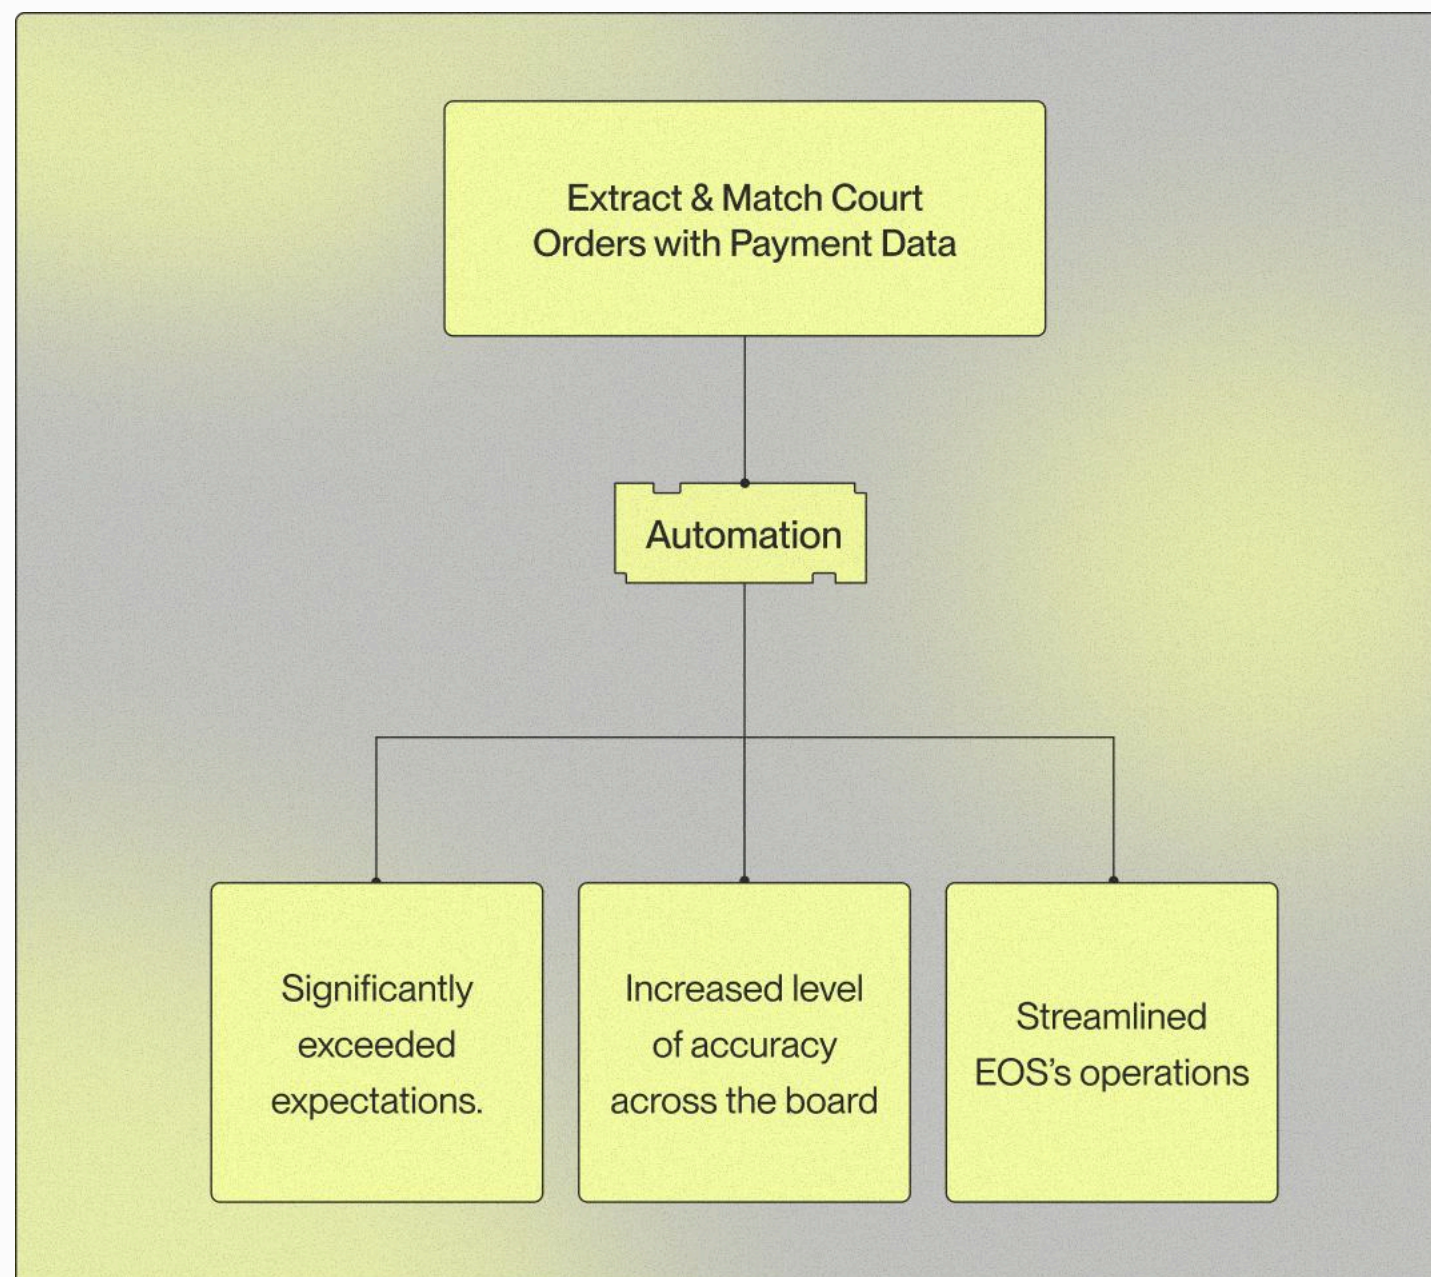 Extract & Match Court
Orders with Payment Data
Automation
Significantly
exceeded
expectations.
Increased level
of accuracy
across the board
Streamlined
EOS’s operations